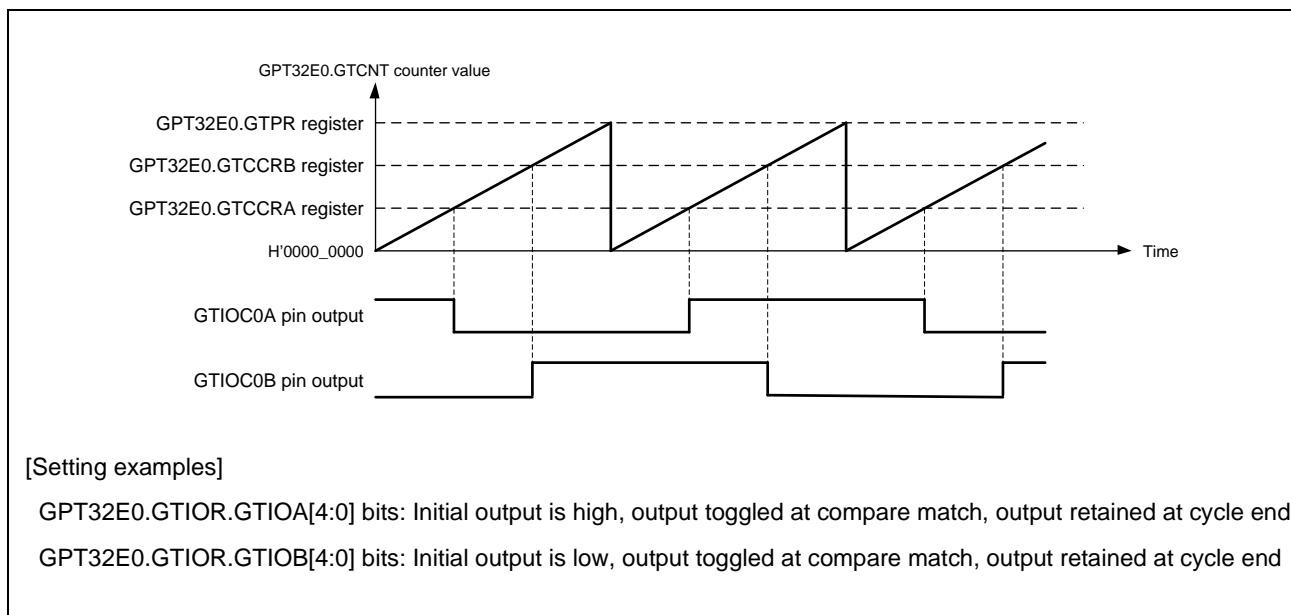 GPT32E0.GTCNT counter value
GPT32E0.GTPR register
GPT32E0.GTCCRB register
GPT32E0.GTCCRA register
H'0000_0000
Time
GTIOC0A pin output
GTIOC0B pin output
[Setting examples]
GPT32E0.GTIOR.GTIOA[4:0] bits: Initial output is high, output toggled at compare match, output retained at cycle end
GPT32E0.GTIOR.GTIOB[4:0] bits: Initial output is low, output toggled at compare match, output retained at cycle end